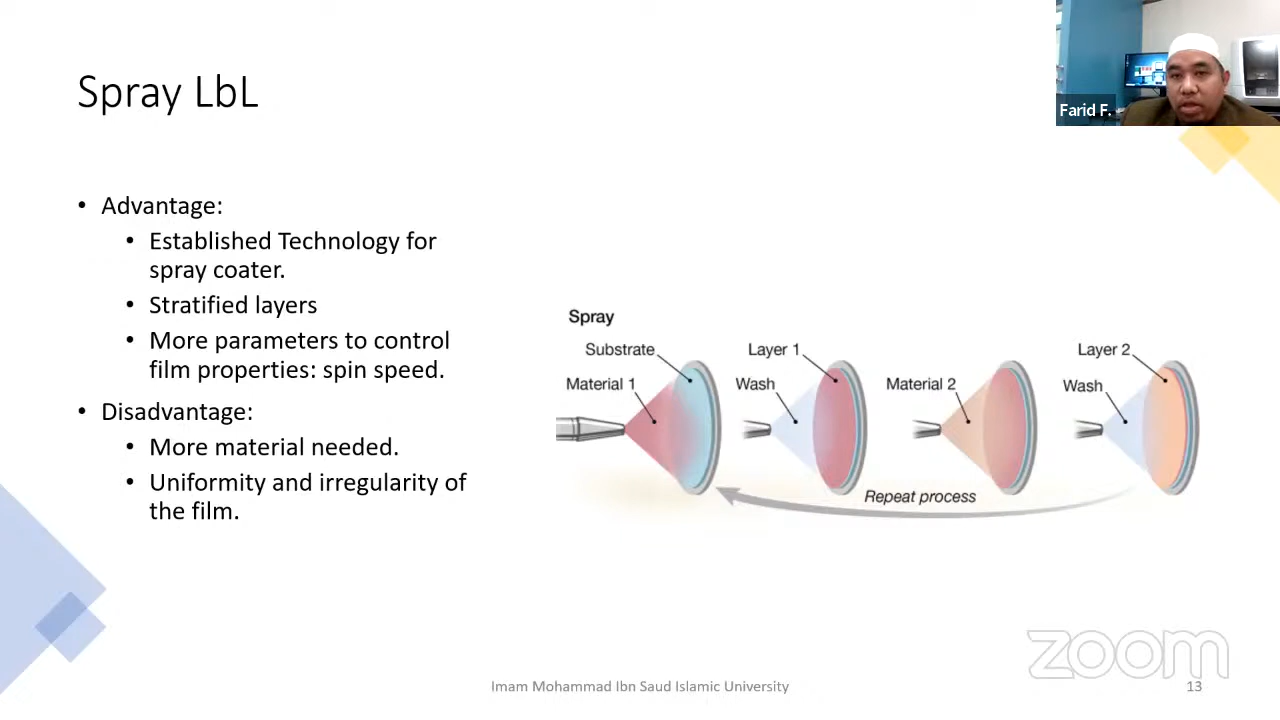 Spray LbL
Farid F.
• Advantage:
• Established Technology for
spray coater.
• Stratified layers
• More parameters to control
film properties: spin speed.
• Disadvantage:
• More material needed.
• Uniformity and irregularity of
the film.
Spray
Substrate
Layer 1
Layer 2
Material 1
Wash
Material 2
Wash
Repeat process
zoom
Imam Mohammad Ibn Saud Islamic University
13